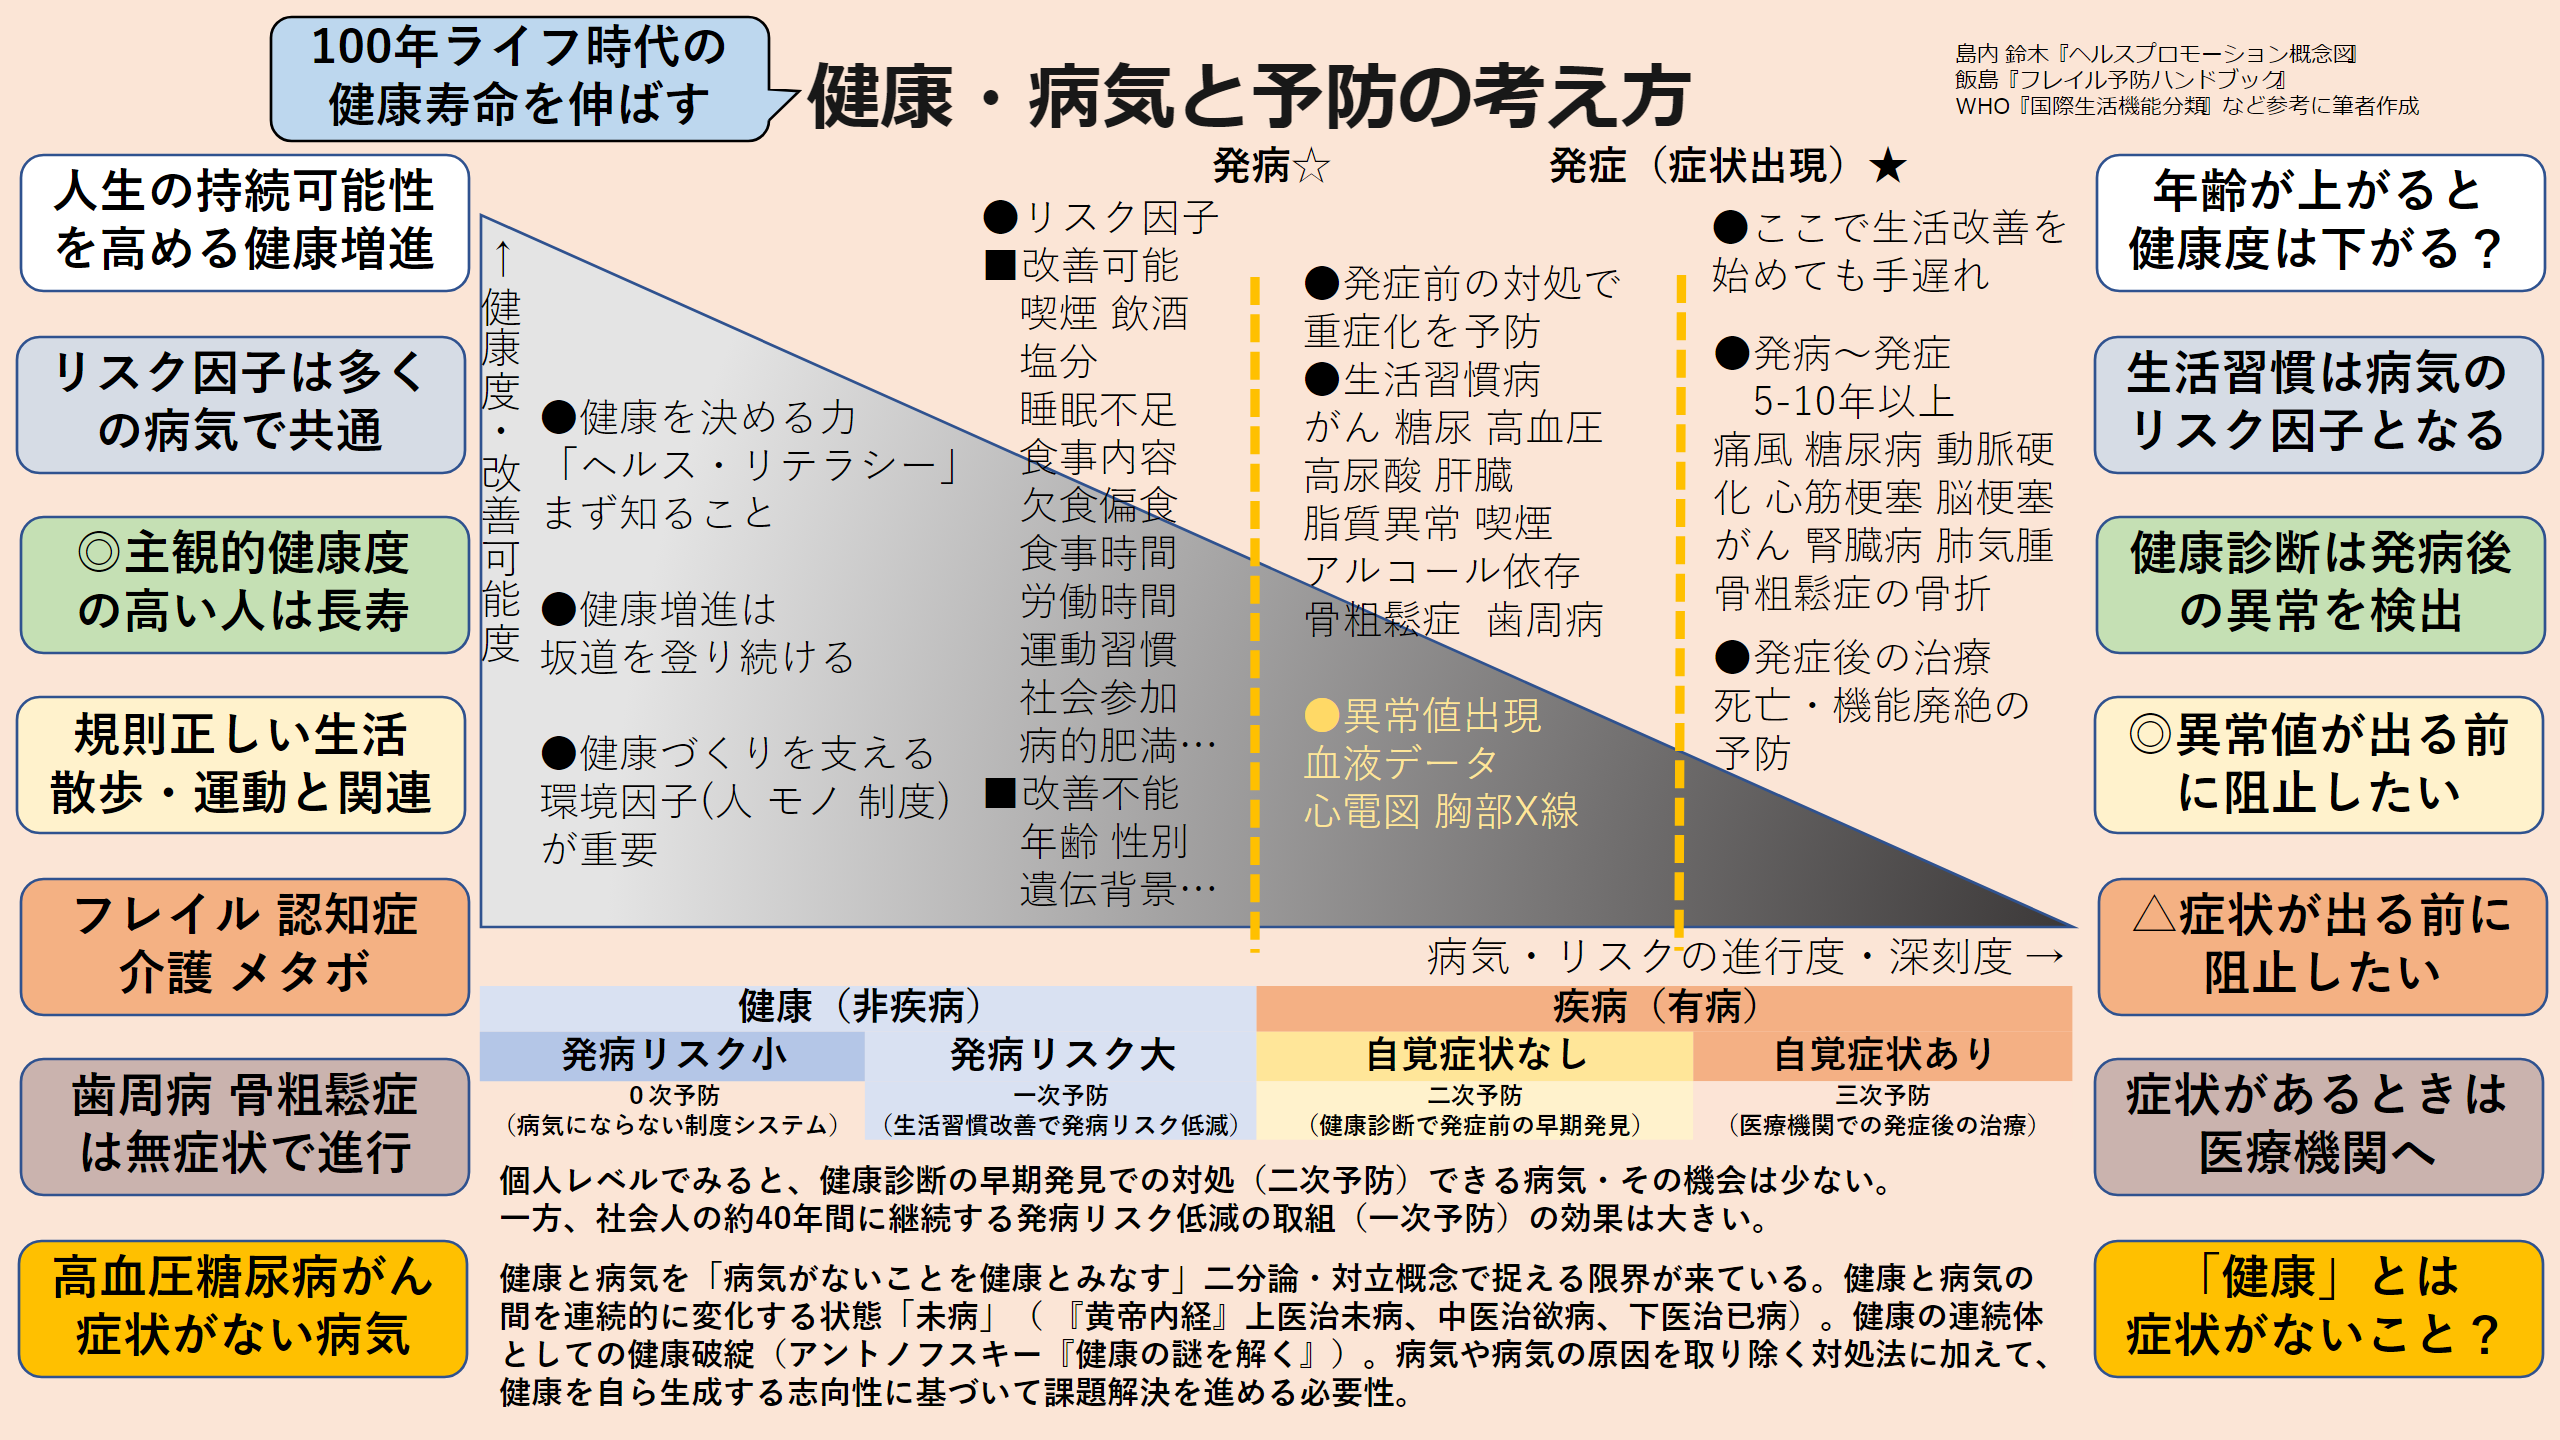 100年ライフ時代の
健康寿命を伸ばす
健康・病気と予防の考え方
島内 鈴木『ヘルスプロモーション概念図』
飯島『フレイル予防ハンドブック』
WHO『国際生活機能分類』など参考に筆者作成
人生の持続可能性
を高める健康増進
リスク因子は多く
の病気で共通
◎主観的健康度
の高い人は長寿
規則正しい生活
散歩・運動と関連
フレイル 認知症
介護 メタボ
歯周病 骨粗鬆症
は無症状で進行
高血圧糖尿病がん
症状がない病気
↑健康度・改善可能度
●健康を決める力
「ヘルス・リテラシー」
まず知ること
●健康増進は
坂道を登り続ける
●健康づくりを支える
環境因子(人 モノ 制度)
が重要
●リスク因子
■改善可能
喫煙 飲酒
塩分
睡眠不足
食事内容
欠食偏食
食事時間
労働時間
運動習慣
社会参加
病的肥満…
■改善不能
年齢 性別
遺伝背景…
発病☆
●発症前の対処で
重症化を予防
●生活習慣病
がん 糖尿 高血圧
高尿酸 肝臓
脂質異常 喫煙
アルコール依存
骨粗鬆症 歯周病
●異常値出現
血液データ
心電図 胸部X線
発症（症状出現）★
●ここで生活改善を
始めても手遅れ
●発病～発症
5-10年以上
痛風 糖尿病 動脈硬
化 心筋梗塞 脳梗塞
がん 腎臓病 肺気腫
骨粗鬆症の骨折
●発症後の治療
死亡・機能廃絶の
予防
病気・リスクの進行度・深刻度→
健康（非疾病）
疾病（有病）
発病リスク小
発病リスク大
自覚症状なし
自覚症状あり
０次予防
（病気にならない制度システム）
一次予防
（生活習慣改善で発病リスク低減）
二次予防
（健康診断で発症前の早期発見）
三次予防
（医療機関での発症後の治療）
個人レベルでみると、健康診断の早期発見での対処（二次予防）できる病気・その機会は少ない。
一方、社会人の約40年間に継続する発病リスク低減の取組（一次予防）の効果は大きい。
健康と病気を「病気がないことを健康とみなす」二分論・対立概念で捉える限界が来ている。健康と病気の
間を連続的に変化する状態「未病」（『黄帝内経』上医治未病、中医治欲病、下医治已病）。健康の連続体
としての健康破綻（アントノフスキー『健康の謎を解く』）。病気や病気の原因を取り除く対処法に加えて、
健康を自ら生成する志向性に基づいて課題解決を進める必要性。
年齢が上がると
健康度は下がる？
生活習慣は病気の
リスク因子となる
健康診断は発病後
の異常を検出
◎異常値が出る前
に阻止したい
△症状が出る前に
阻止したい
症状があるときは
医療機関へ
「健康」とは
症状がないこと？